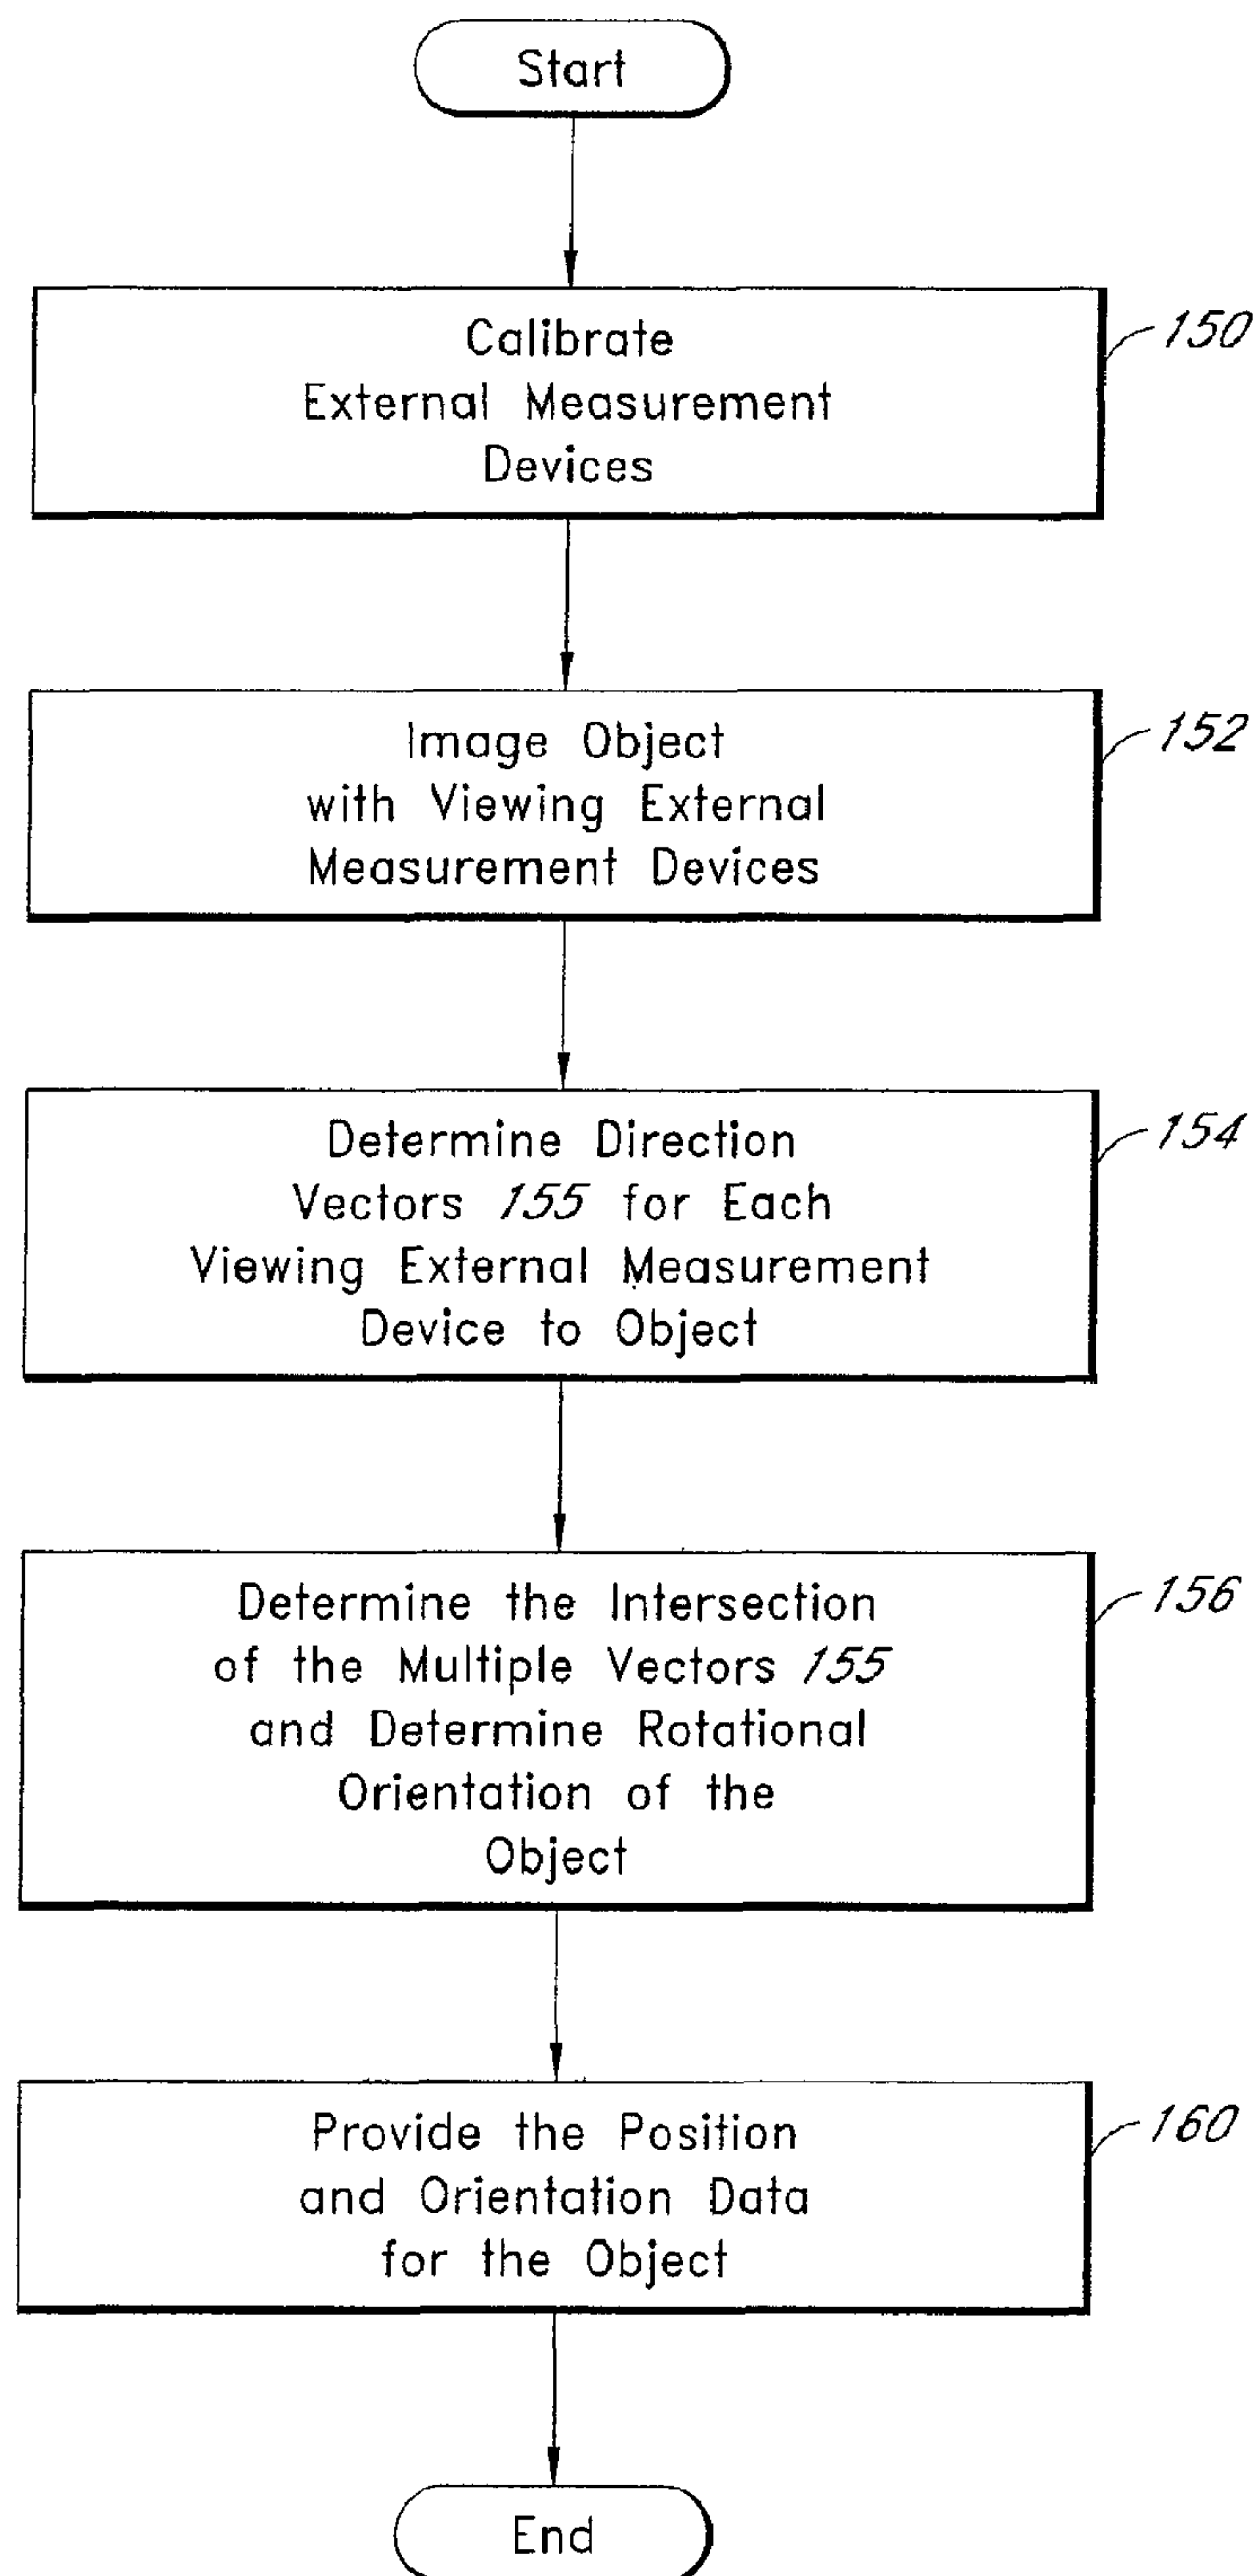 Start
Calibrate
External Measurement
Devices
150
Image Object
with Viewing External
Measurement Devices
152
Determine Direction
Vectors 155 for Each
Viewing External Measurement
Device to Object
154
Determine the Intersection
of the Multiple Vectors 155
and Determine Rotational
Orientation of the
Object
156
Provide the Position
and Orientation Data
for the Object
160
End